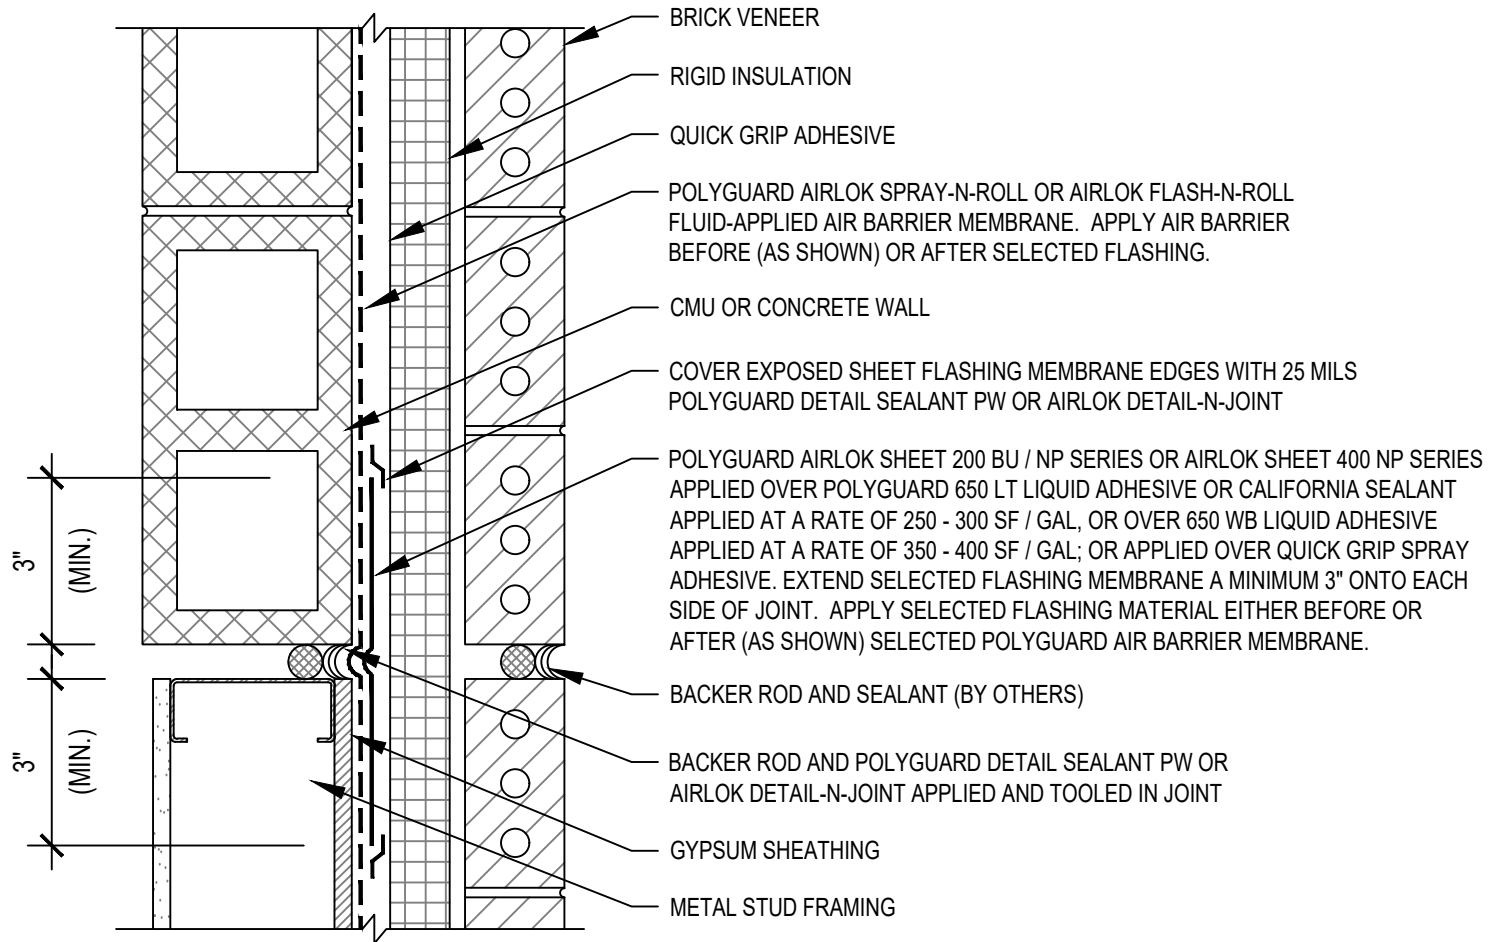 BRICK VENEER
RIGID INSULATION
QUICK GRIP ADHESIVE
POLYGUARD AIRLOK SPRAY-N-ROLL OR AIRLOK FLASH-N-ROLL
FLUID-APPLIED AIR BARRIER MEMBRANE. APPLY AIR BARRIER
BEFORE (AS SHOWN) OR AFTER SELECTED FLASHING.
CMU OR CONCRETE WALL
COVER EXPOSED SHEET FLASHING MEMBRANE EDGES WITH 25 MILS
POLYGUARD DETAIL SEALANT PW OR AIRLOK DETAIL-N-JOINT
POLYGUARD AIRLOK SHEET 200 BU / NP SERIES OR AIRLOK SHEET 400 NP SERIES
APPLIED OVER POLYGUARD 650 LT LIQUID ADHESIVE OR CALIFORNIA SEALANT
APPLIED AT A RATE OF 250 - 300 SF / GAL, OR OVER 650 WB LIQUID ADHESIVE
APPLIED AT A RATE OF 350 - 400 SF / GAL; OR APPLIED OVER QUICK GRIP SPRAY
ADHESIVE. EXTEND SELECTED FLASHING MEMBRANE A MINIMUM 3" ONTO EACH
SIDE OF JOINT. APPLY SELECTED FLASHING MATERIAL EITHER BEFORE OR
AFTER (AS SHOWN) SELECTED POLYGUARD AIR BARRIER MEMBRANE.
BACKER ROD AND SEALANT (BY OTHERS)
BACKER ROD AND POLYGUARD DETAIL SEALANT PW OR
AIRLOK DETAIL-N-JOINT APPLIED AND TOOLED IN JOINT
GYPSUM SHEATHING
METAL STUD FRAMING
3"
(MIN.)
3"
(MIN.)